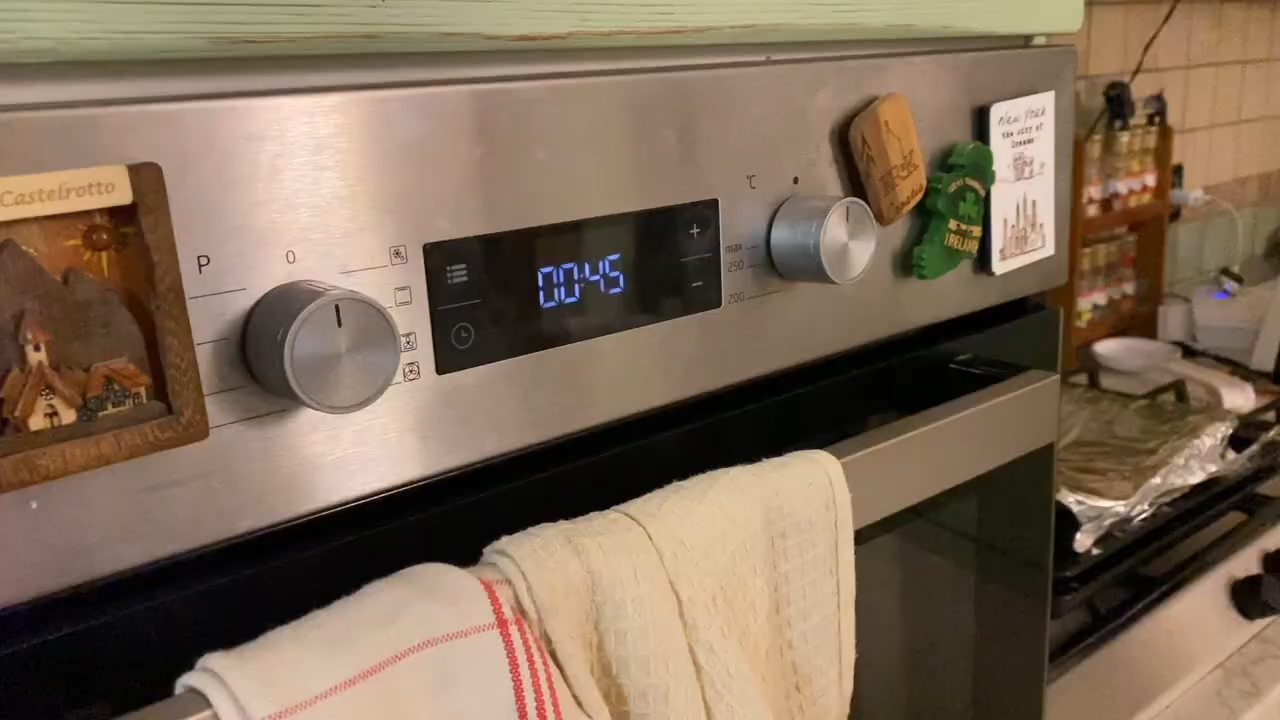 Castelrotto
P
0
00:45
+
-
°C
max
250
200
IRELAND
New York
the city of
Dreams